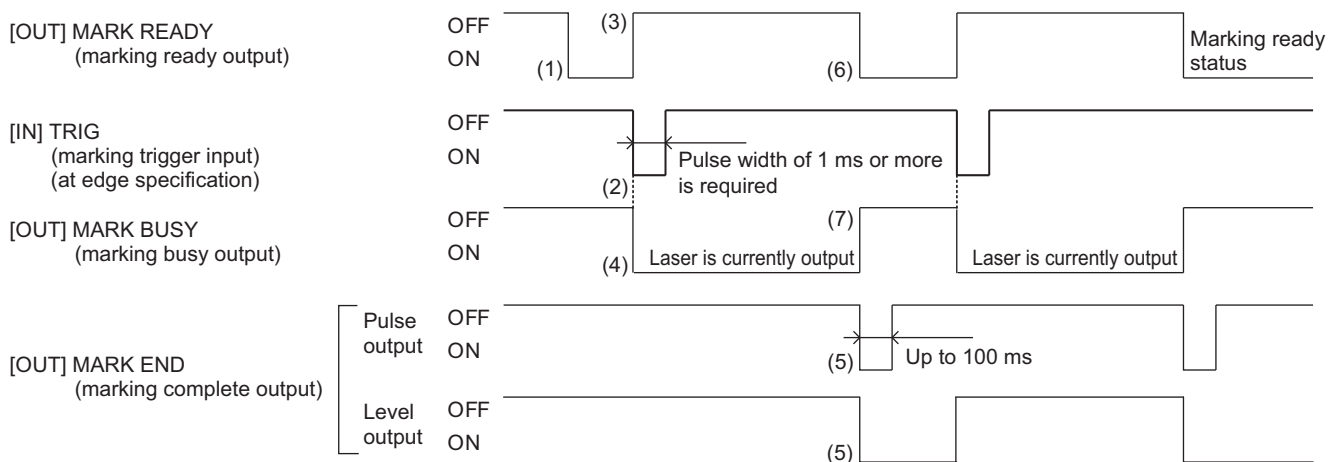 [OUT] MARK READY
(marking ready output)
OFF
ON
(1)
(3)
(6)
Marking ready
status
[IN] TRIG
(marking trigger input)
(at edge specification)
OFF
ON
(2)
Pulse width of 1 ms or more
is required
[OUT] MARK BUSY
(marking busy output)
OFF
ON
(4)
Laser is currently output
(7)
Laser is currently output
[OUT] MARK END
(marking complete output)
Pulse
output
OFF
ON
(5)
Up to 100 ms
Level
output
OFF
ON
(5)